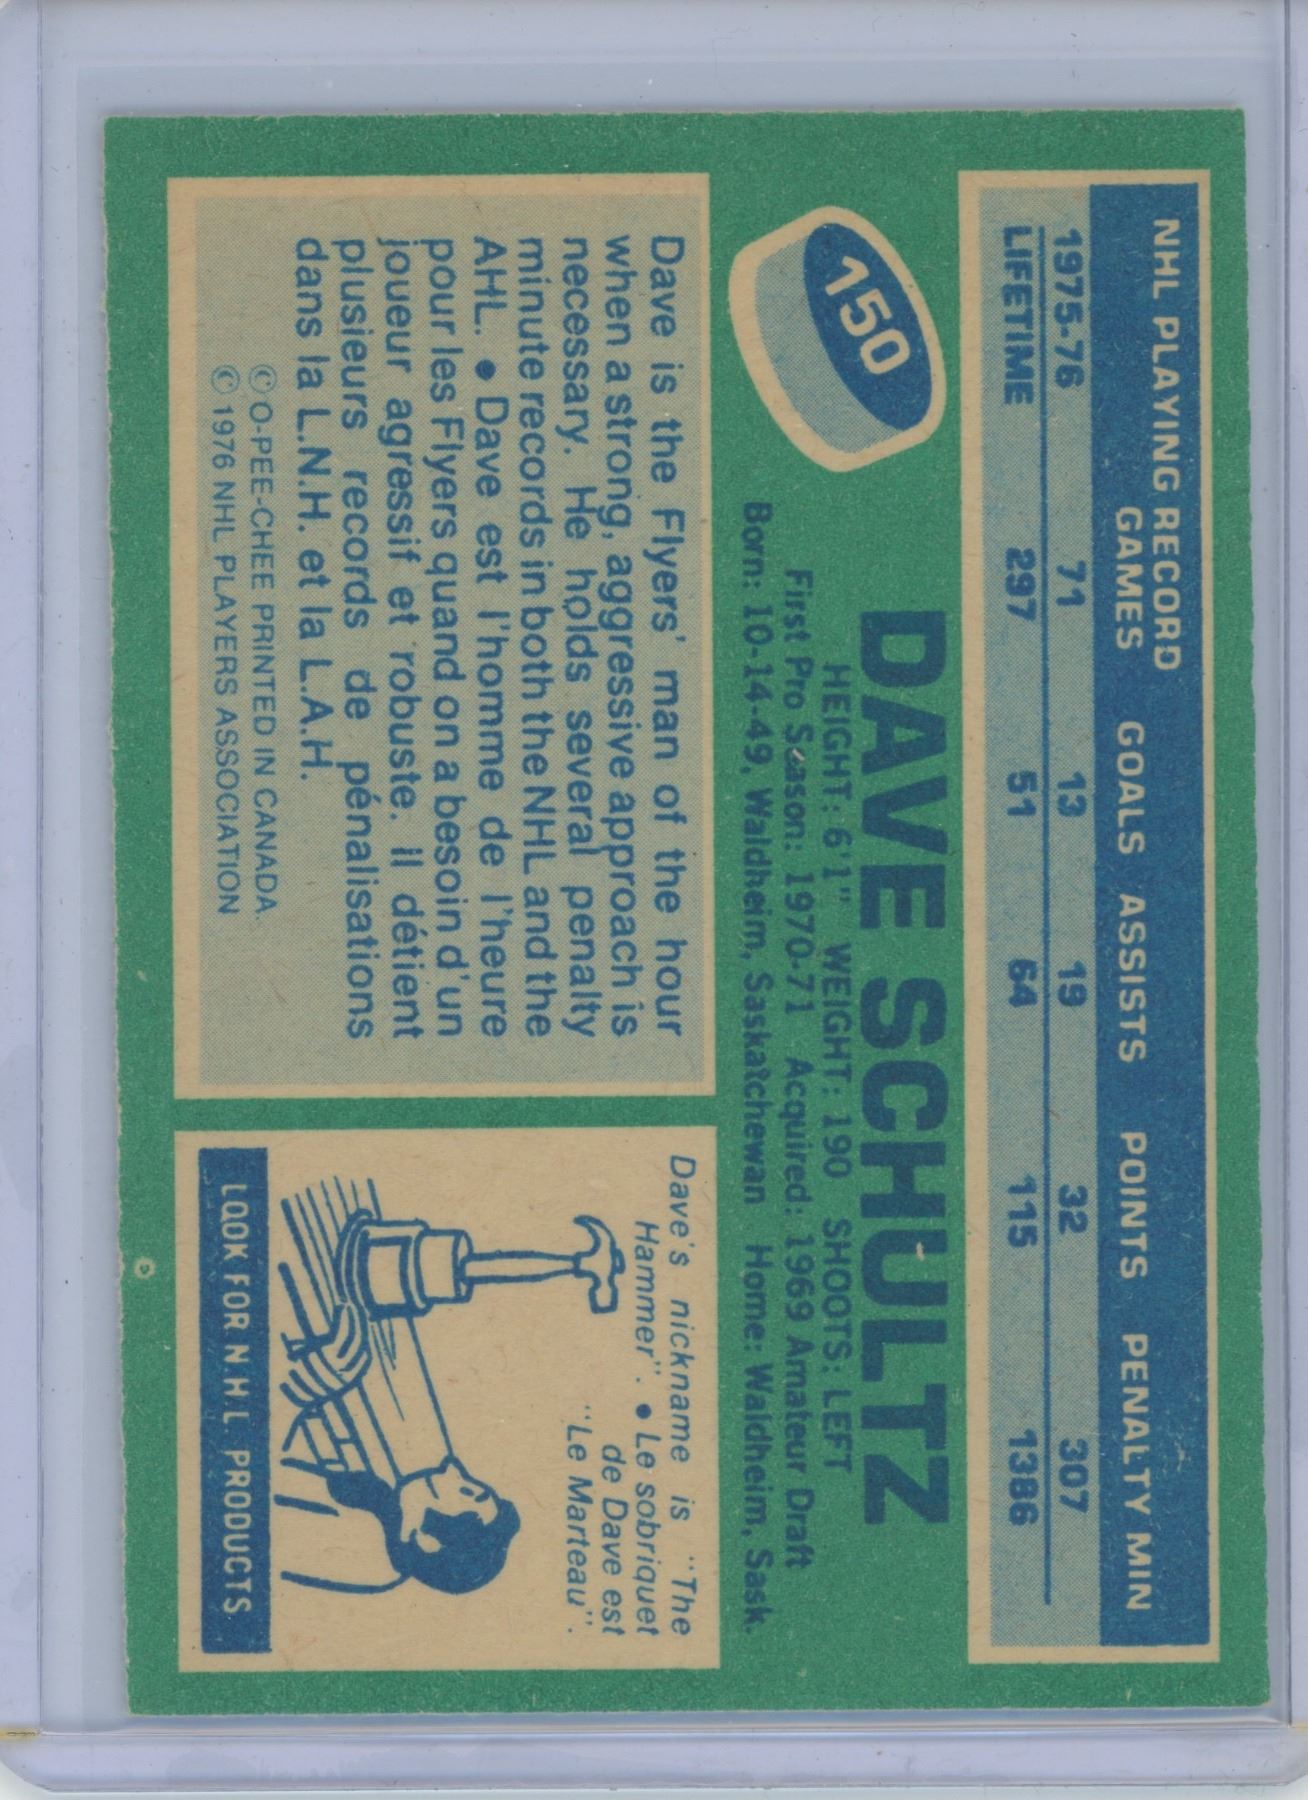 NHL PLAYING RECORD
GAMES GOALS ASSISTS POINTS PENALTY MIN
1975-76 71 13 19 32 307
LIFETIME 297 51 64 115 1386
150
DAVE SCHULTZ
HEIGHT: 6'1" WEIGHT: 190 SHOOTS: LEFT
First Pro Season: 1970-71 Acquired: 1969 Amateur Draft
Born: 10-14-49, Waldheim, Saskatchewan Home: Waldheim, Sask.
Dave is the Flyers' man of the hour
when a strong, aggressive approach is
necessary. He holds several penalty
minute records in both the NHL and the
AHL. • Dave est l'homme de l'heure
pour les Flyers quand on a besoin d'un
joueur agressif et robuste. Il détient
plusieurs records de pénalisations
dans la L.N.H. et la L.A.H.
©O-PEE-CHEE PRINTED IN CANADA.
© 1976 NHL PLAYERS ASSOCIATION
Dave's nickname is "The
Hammer". • Le sobriquet
de Dave est
"Le Marteau".
LOOK FOR N.H.L. PRODUCTS